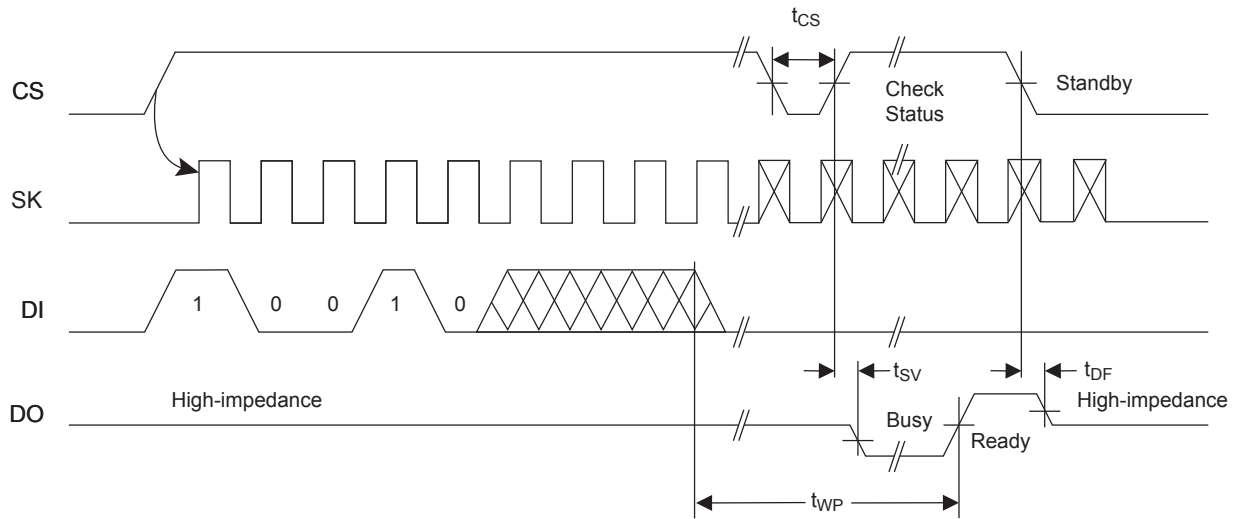 tCS
CS
Check
Status
Standby
SK
DI
1 0 0 1 0
tSV
tDF
DO
High-impedance
Busy
Ready
High-impedance
tWP